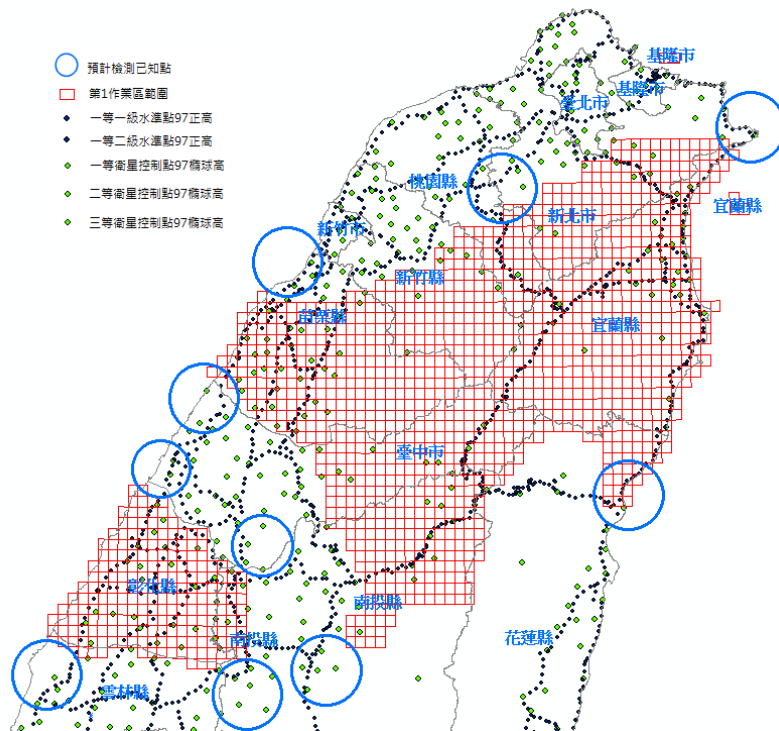 預計檢測已知點
第1作業區範圍
一等一級水準點97正高
一等二級水準點97正高
一等衛星控制點97橢球高
二等衛星控制點97橢球高
三等衛星控制點97橢球高
基隆市
基隆市
臺北市
桃園縣
新北市
宜蘭縣
新竹市
新竹縣
苗栗縣
宜蘭縣
臺中市
彰化縣
南投縣
南投縣
花蓮縣
雲林縣